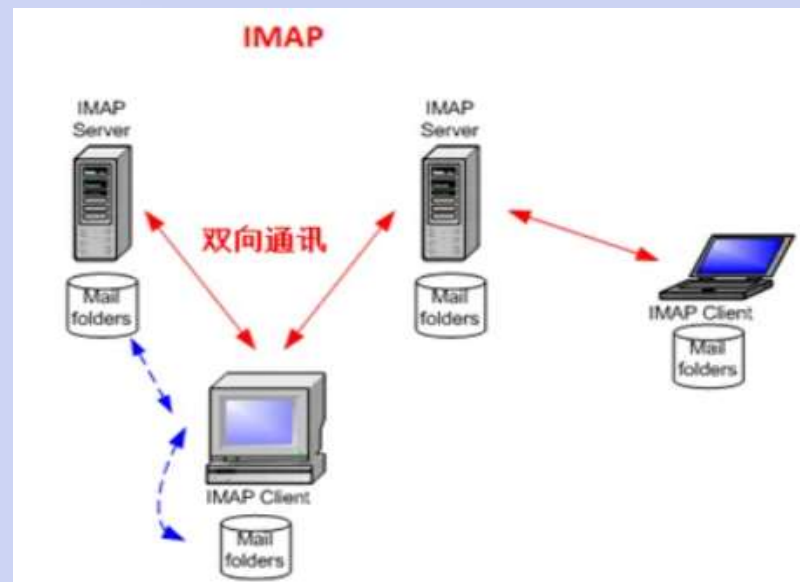 IMAP
IMAP
Server
IMAP
Server
双向通讯
Mail
folders
Mail
folders
IMAP Client
Mail
folders
IMAP Client
Mail
folders